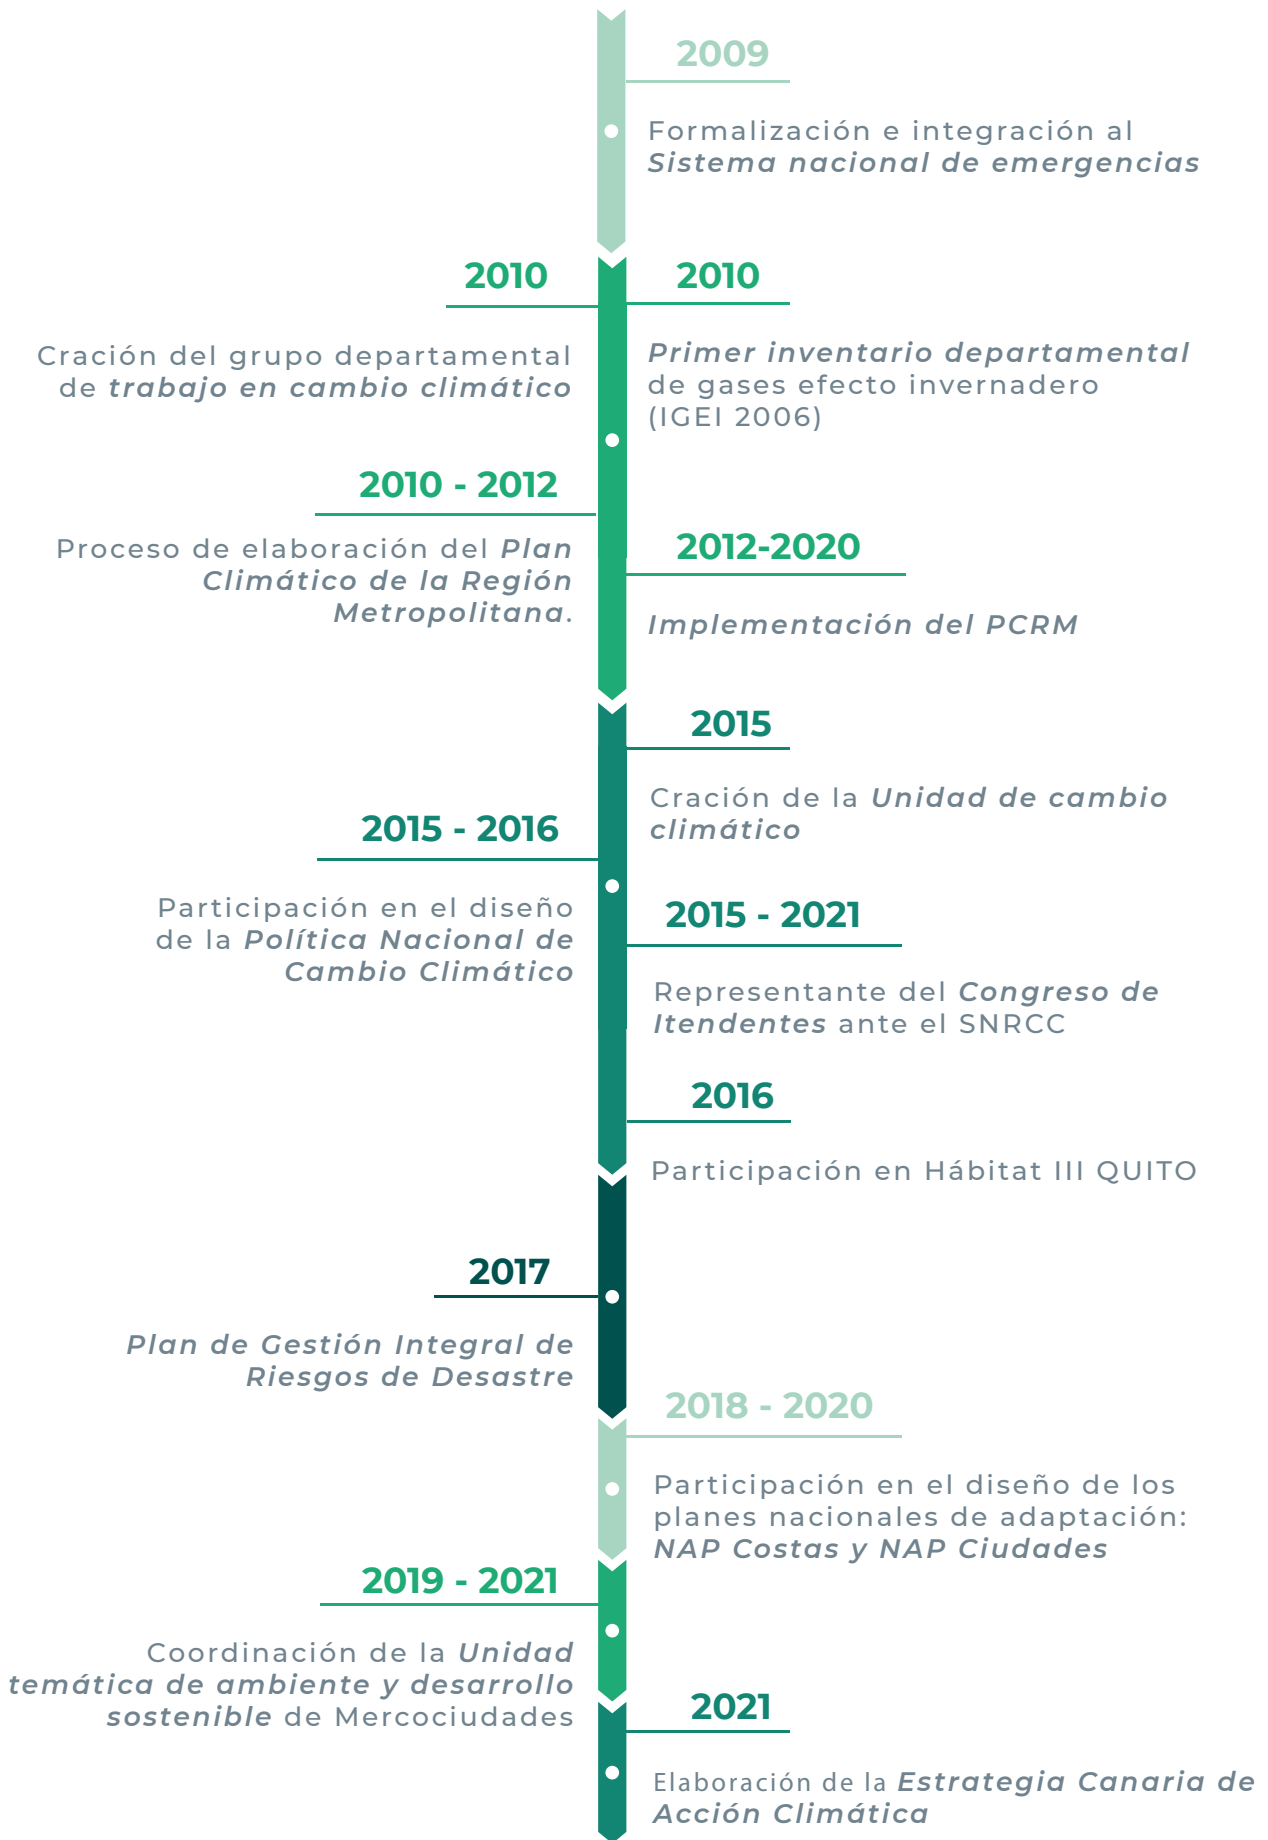 2009
Formalización e integración al
Sistema nacional de emergencias
2010
Cración del grupo departamental
de trabajo en cambio climático
2010
Primer inventario departamental
de gases efecto invernadero
(IGEI 2006)
2010 - 2012
Proceso de elaboración del Plan
Climático de la Región
Metropolitana.
2012-2020
Implementación del PCRM
2015
Cración de la Unidad de cambio
climático
2015 - 2016
Participación en el diseño
de la Política Nacional de
Cambio Climático
2015 - 2021
Representante del Congreso de
Itendentes ante el SNRCC
2016
Participación en Hábitat III QUITO
2017
Plan de Gestión Integral de
Riesgos de Desastre
2018 - 2020
Participación en el diseño de los
planes nacionales de adaptación:
NAP Costas y NAP Ciudades
2019 - 2021
Coordinación de la Unidad
temática de ambiente y desarrollo
sostenible de Mercociudades
2021
Elaboración de la Estrategia Canaria de
Acción Climática